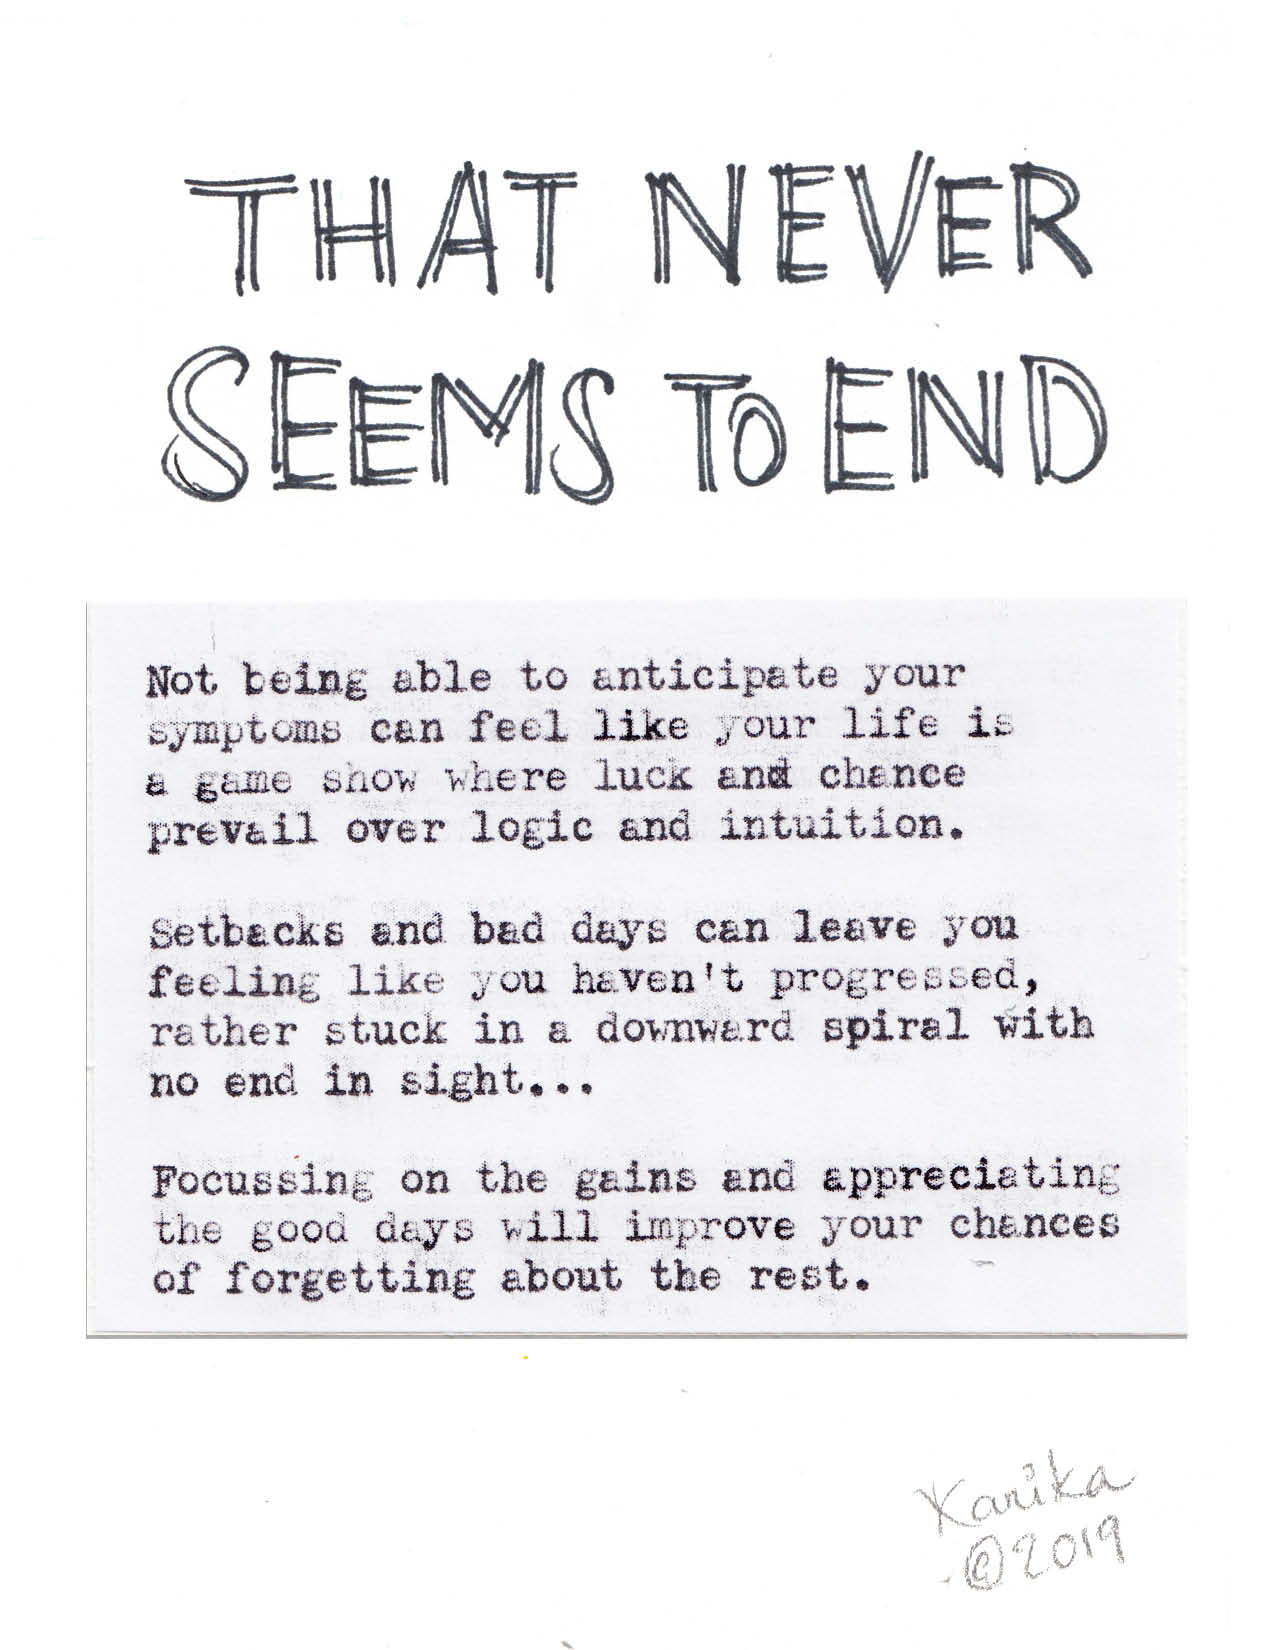 THAT NEVER
SEEMS TO END
Not being able to anticipate your
symptoms can feel like your life is
a game show where luck and chance
prevail over logic and intuition.
Setbacks and bad days can leave you
feeling like you haven't progressed,
rather stuck in a downward spiral with
no end in sight...
Focussing on the gains and appreciating
the good days will improve your chances
of forgetting about the rest.
Karika
©2019